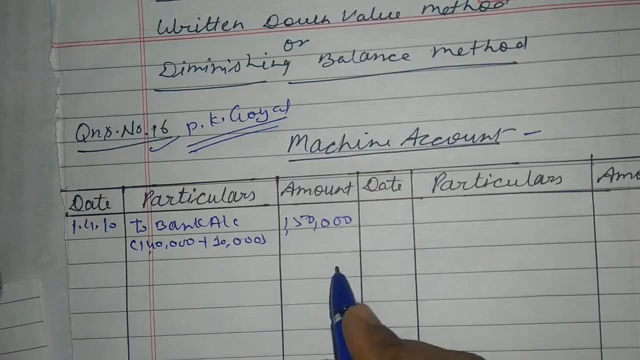 Written Down Value method
or
Diminishing Balance method
Qns. No. 16 P.K. Goyal
Machine Account -
Date Particulars Amount Date Particulars Amo
1.4.10 to Bank A/c 1,50,000
(1,40,000 + 10,000)